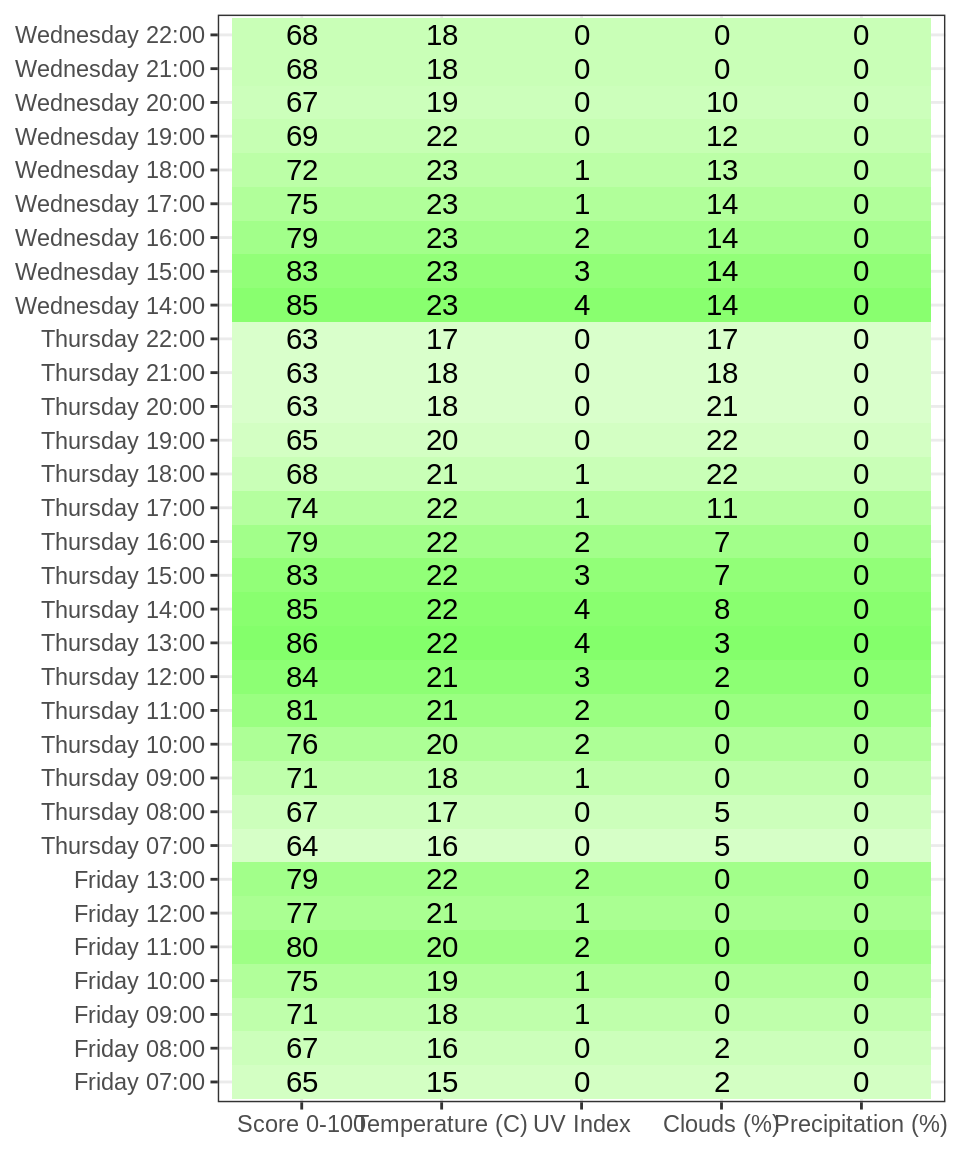 Wednesday 22:00 68 18 0 0 0
Wednesday 21:00 68 18 0 0 0
Wednesday 20:00 67 19 0 10 0
Wednesday 19:00 69 22 0 12 0
Wednesday 18:00 72 23 1 13 0
Wednesday 17:00 75 23 1 14 0
Wednesday 16:00 79 23 2 14 0
Wednesday 15:00 83 23 3 14 0
Wednesday 14:00 85 23 4 14 0
Thursday 22:00 63 17 0 17 0
Thursday 21:00 63 18 0 18 0
Thursday 20:00 63 18 0 21 0
Thursday 19:00 65 20 0 22 0
Thursday 18:00 68 21 1 22 0
Thursday 17:00 74 22 1 11 0
Thursday 16:00 79 22 2 7 0
Thursday 15:00 83 22 3 7 0
Thursday 14:00 85 22 4 8 0
Thursday 13:00 86 22 4 3 0
Thursday 12:00 84 21 3 2 0
Thursday 11:00 81 21 2 0 0
Thursday 10:00 76 20 2 0 0
Thursday 09:00 71 18 1 0 0
Thursday 08:00 67 17 0 5 0
Thursday 07:00 64 16 0 5 0
Friday 13:00 79 22 2 0 0
Friday 12:00 77 21 1 0 0
Friday 11:00 80 20 2 0 0
Friday 10:00 75 19 1 0 0
Friday 09:00 71 18 1 0 0
Friday 08:00 67 16 0 2 0
Friday 07:00 65 15 0 2 0
Score 0-100 Temperature (C) UV Index Clouds (%) Precipitation (%)